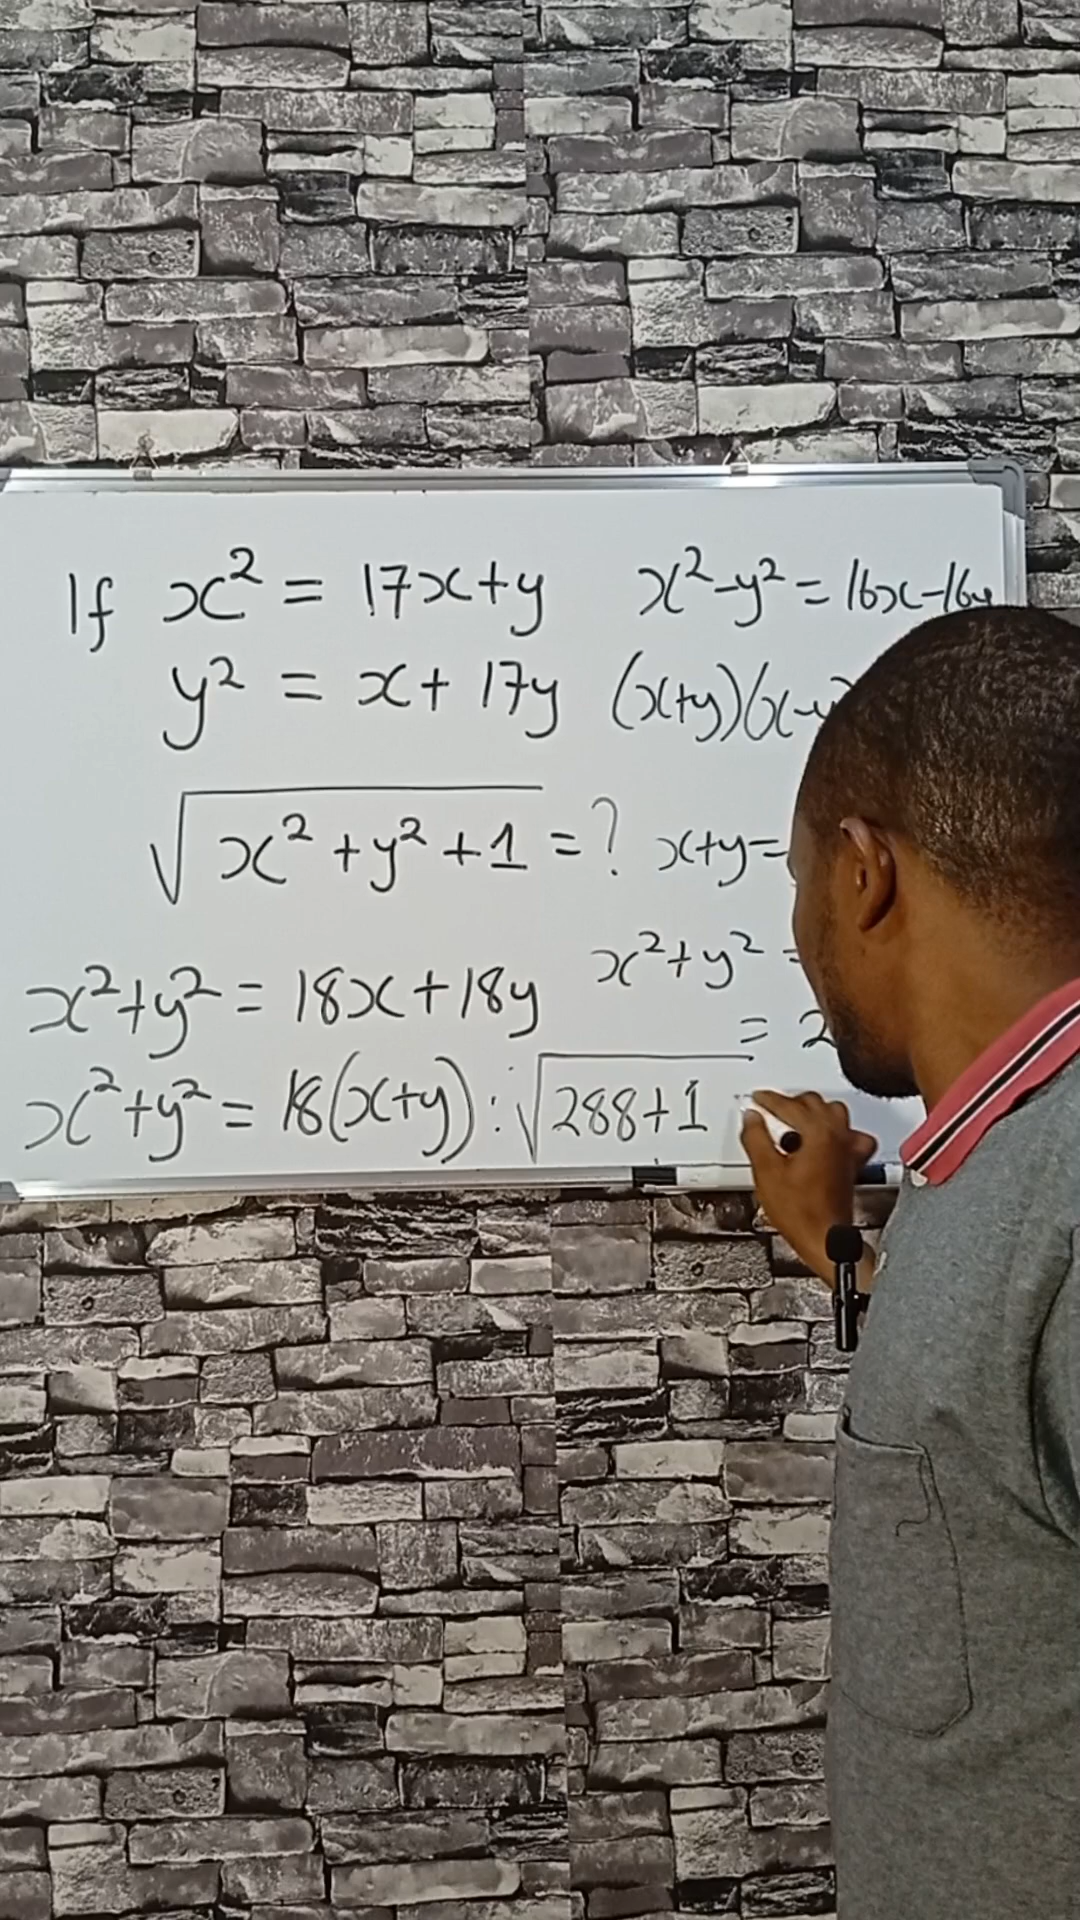 If x² = 17x+y
y² = x+17y
√(x²+y²+1) = ?
x²+y² = 18x+18y
x²+y² = 18(x+y)
x²-y² = 16x-16y
(x+y)(x-y)
x+y=
x²+y² =
= 2
∴ √(288+1)